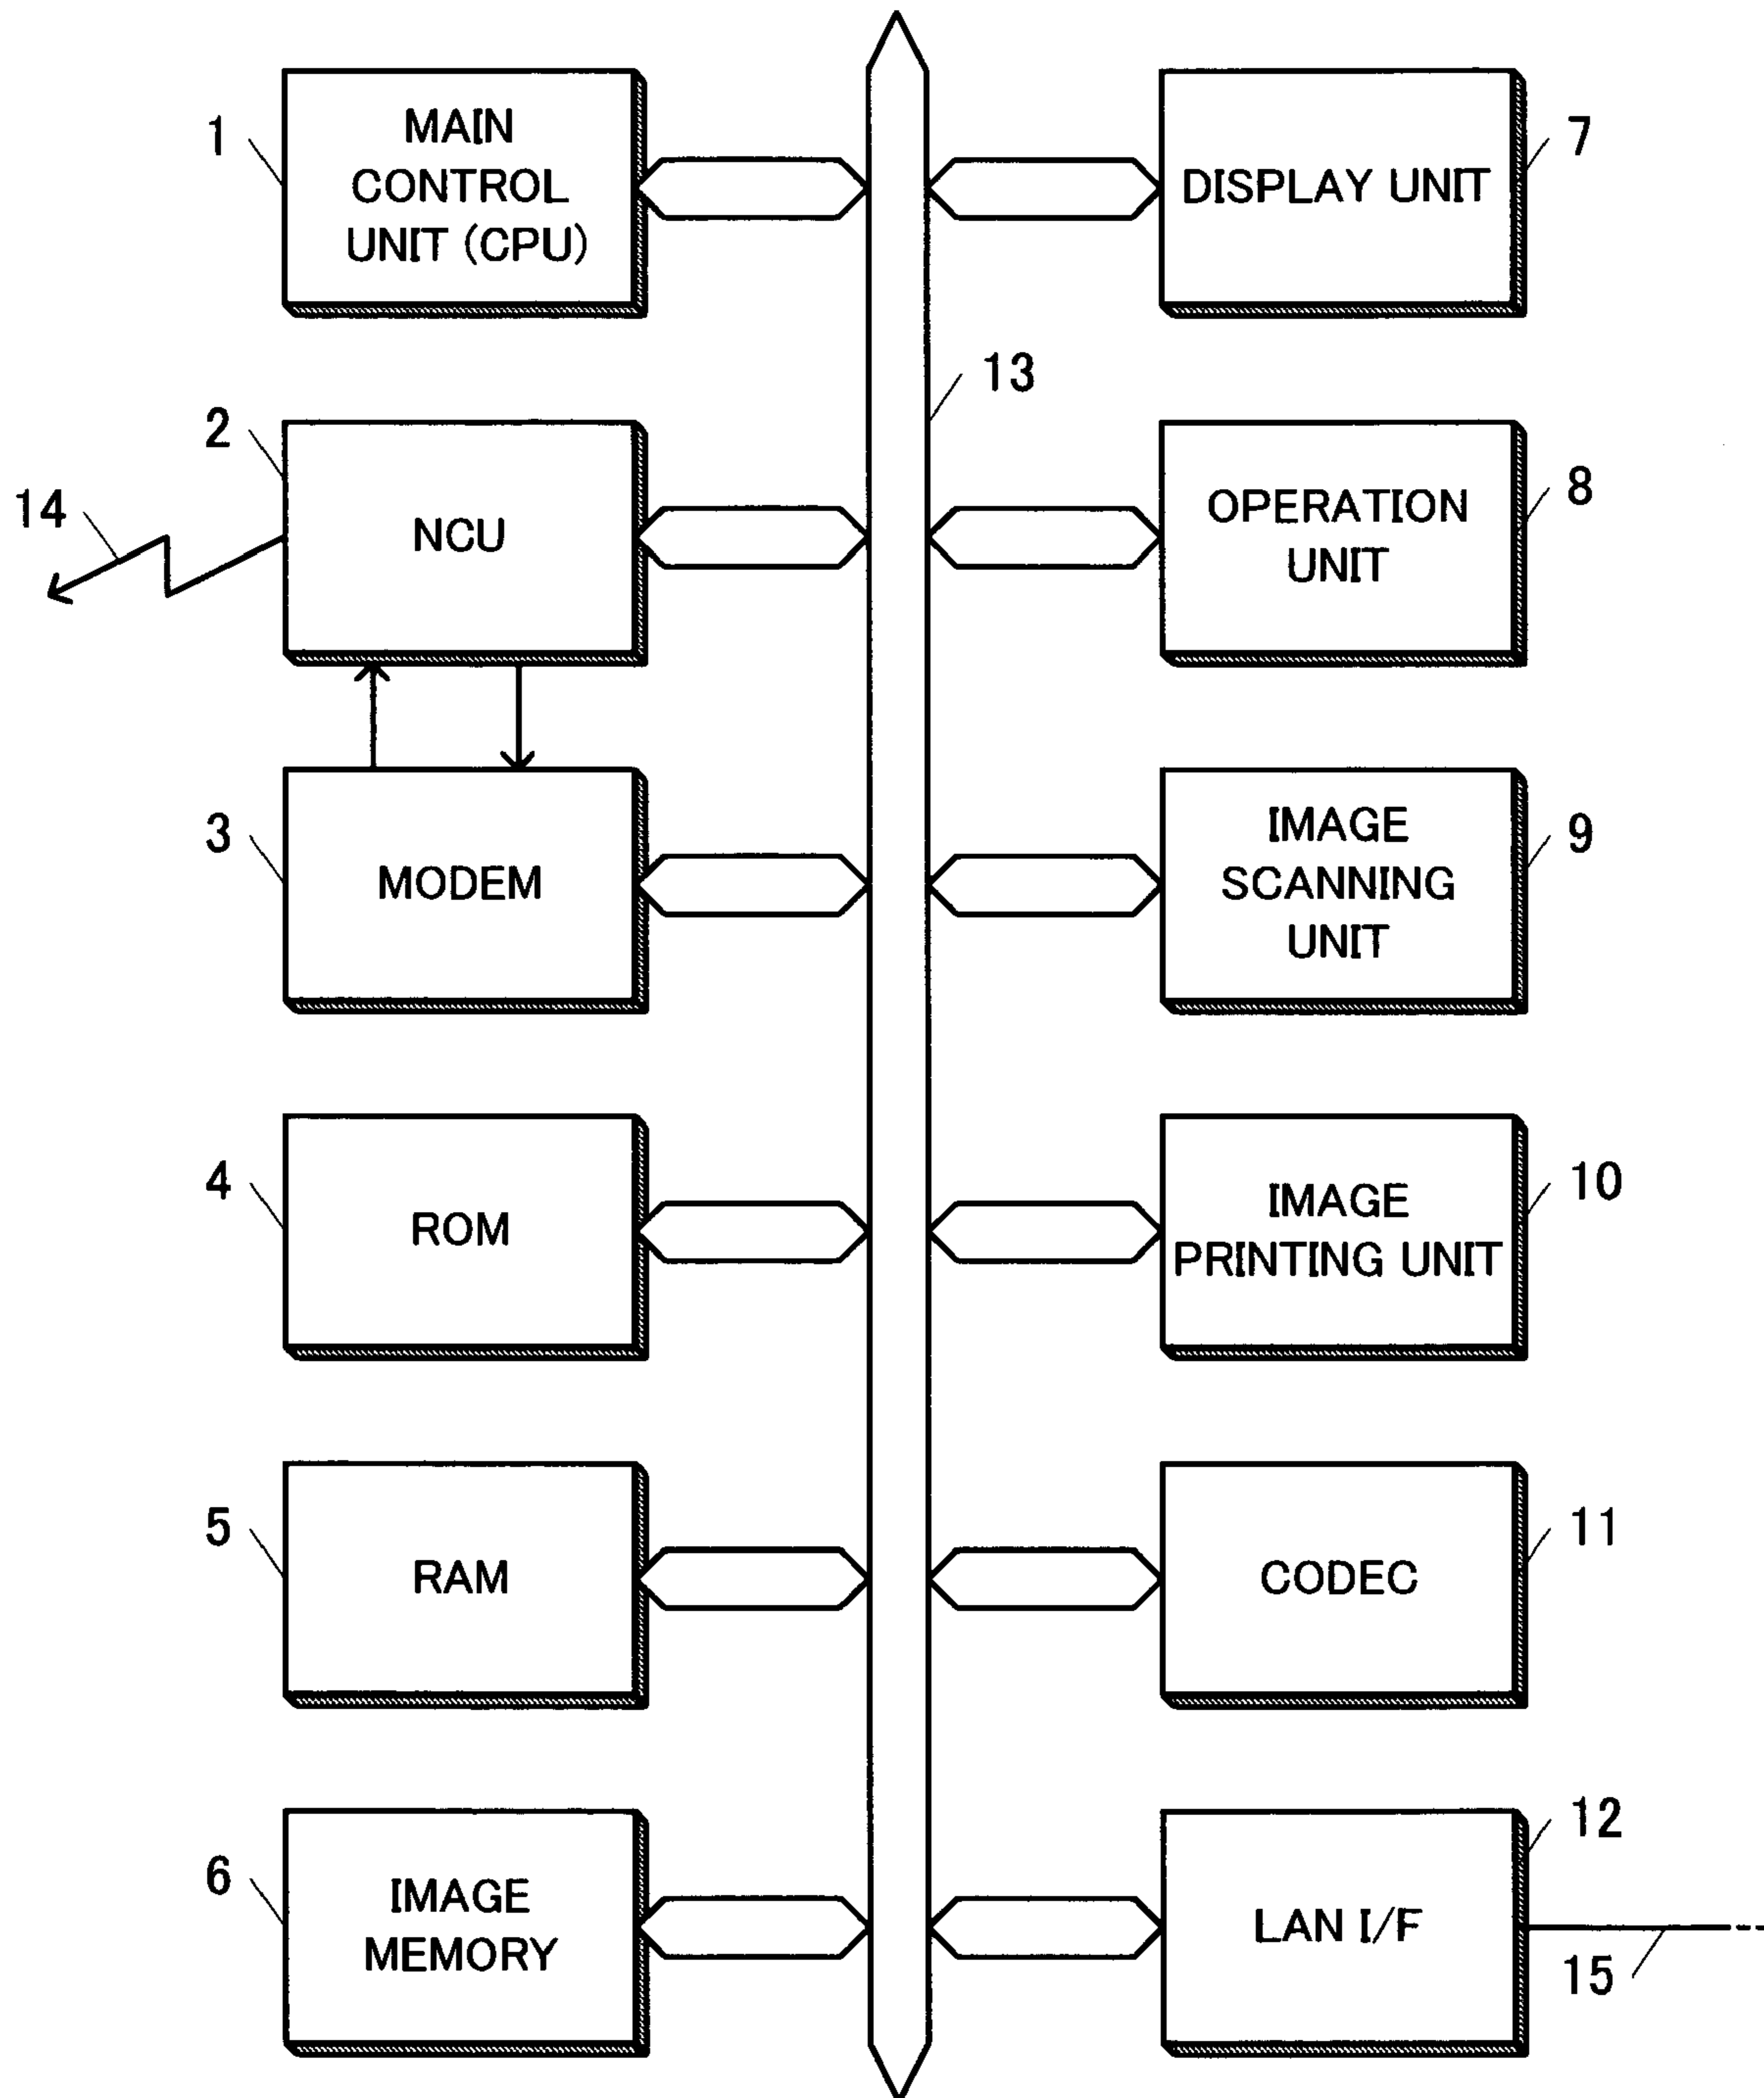 1
MAIN
CONTROL
UNIT (CPU)
7
DISPLAY UNIT
13
2
NCU
14
8
OPERATION
UNIT
3
MODEM
9
IMAGE
SCANNING
UNIT
4
ROM
10
IMAGE
PRINTING UNIT
5
RAM
11
CODEC
6
IMAGE
MEMORY
12
LAN I/F
15